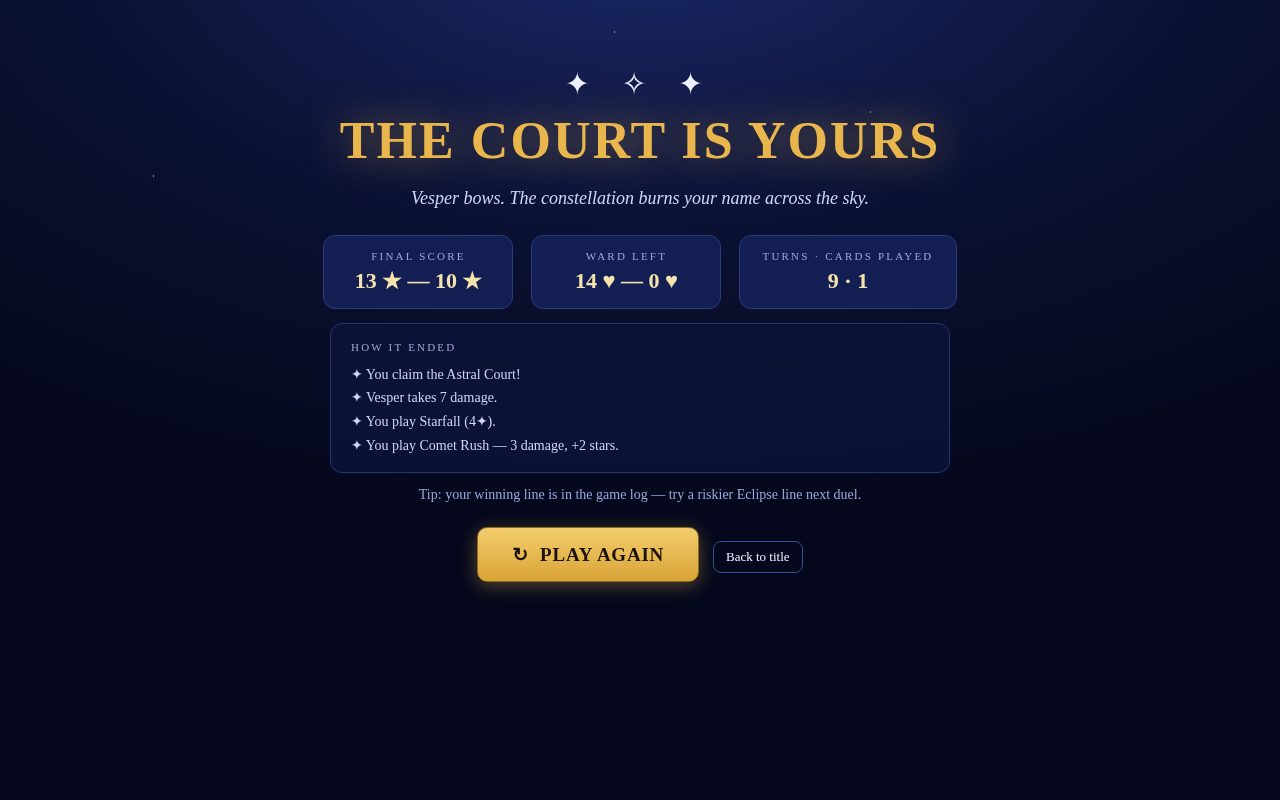 ✦ ✧ ✦
THE COURT IS YOURS
Vesper bows. The constellation burns your name across the sky.
FINAL SCORE
13 ★ — 10 ★
WARD LEFT
14 ♥ — 0 ♥
TURNS · CARDS PLAYED
9 · 1
HOW IT ENDED
✦ You claim the Astral Court!
✦ Vesper takes 7 damage.
✦ You play Starfall (4✦).
✦ You play Comet Rush — 3 damage, +2 stars.
Tip: your winning line is in the game log — try a riskier Eclipse line next duel.
↻ PLAY AGAIN
Back to title